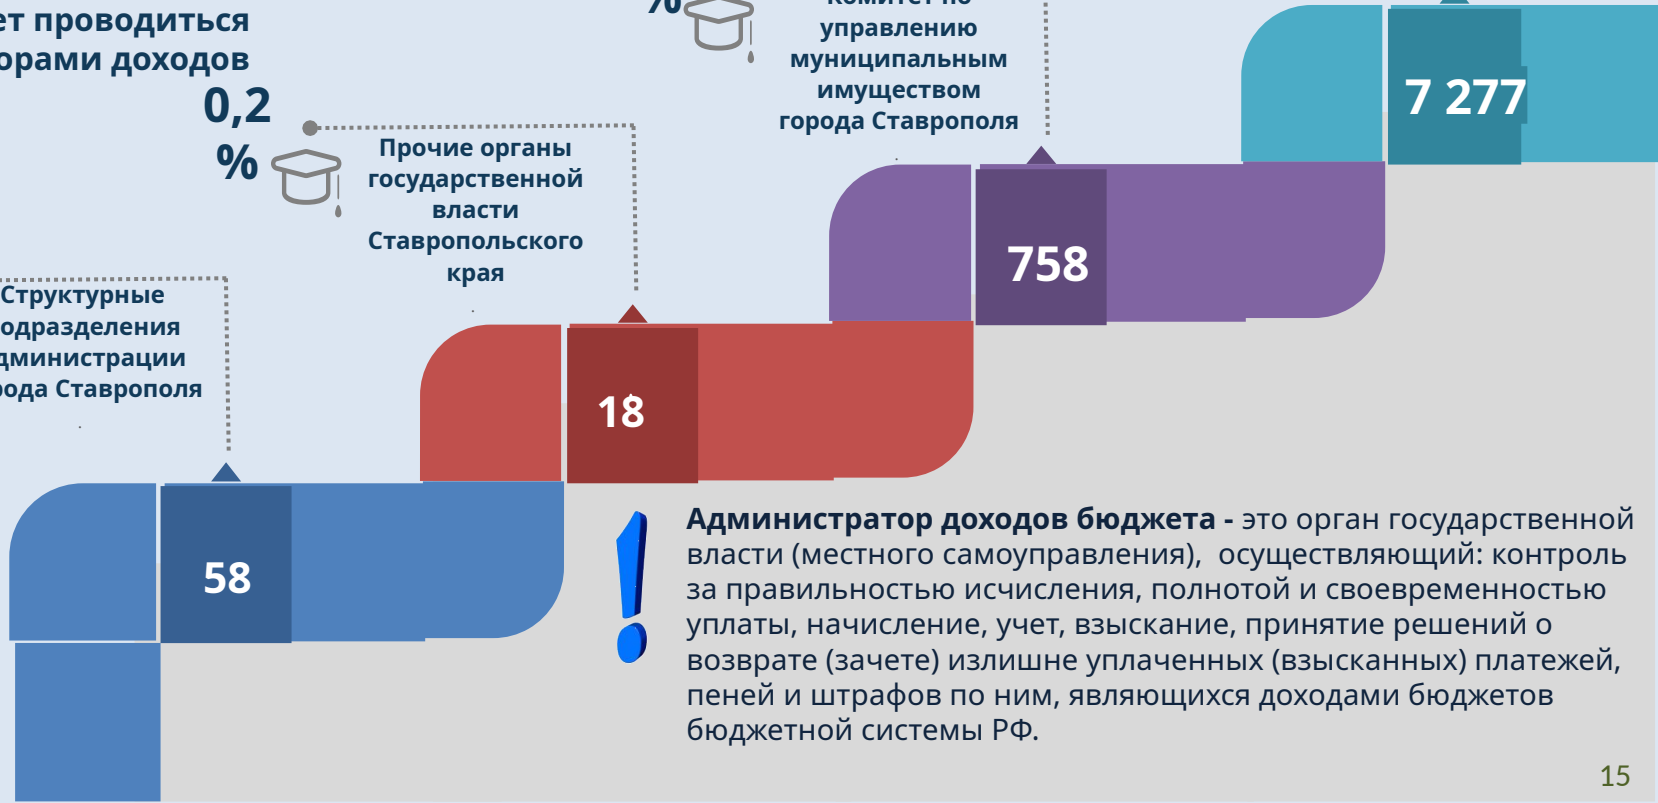 ет проводиться
орами доходов
0,2
%
Прочие органы
государственной
власти
Ставропольского
края
.
%
управлению
муниципальным
имуществом
города Ставрополя
.
7 277
758
Структурные
одразделения
дминистрации
рода Ставрополя
.
18
58
Администратор доходов бюджета - это орган государственной
власти (местного самоуправления), осуществляющий: контроль
за правильностью исчисления, полнотой и своевременностью
уплаты, начисление, учет, взыскание, принятие решений о
возврате (зачете) излишне уплаченных (взысканных) платежей,
пеней и штрафов по ним, являющихся доходами бюджетов
бюджетной системы РФ.
15